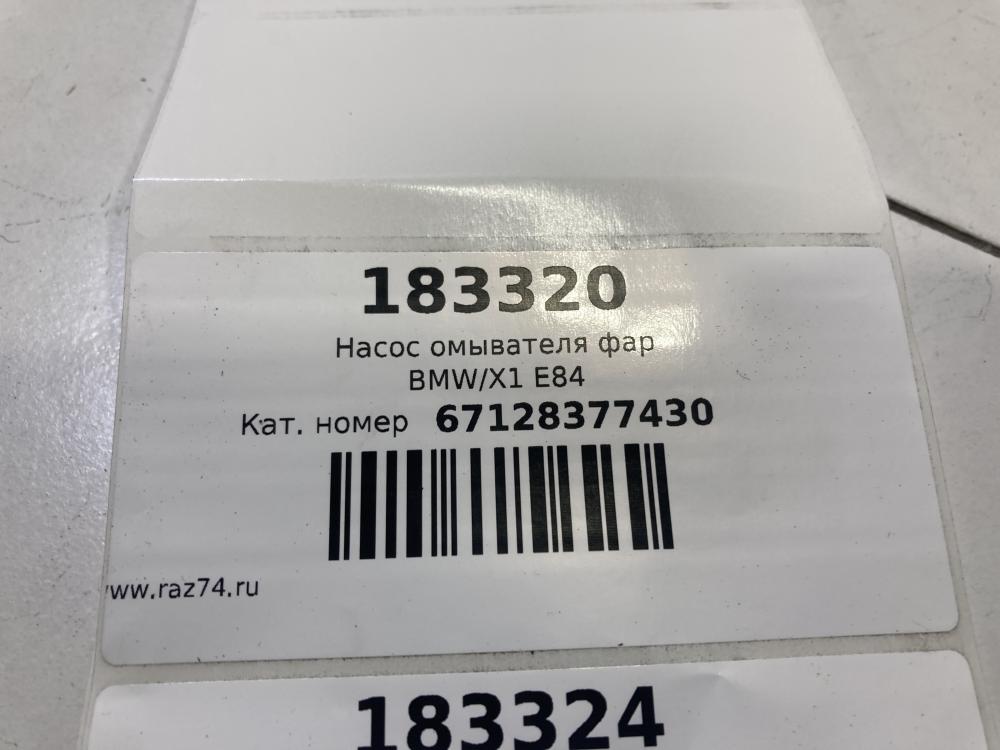 183320
Насос омывателя фар
BMW/X1 E84
Кат. номер 67128377430
www.raz74.ru
183324